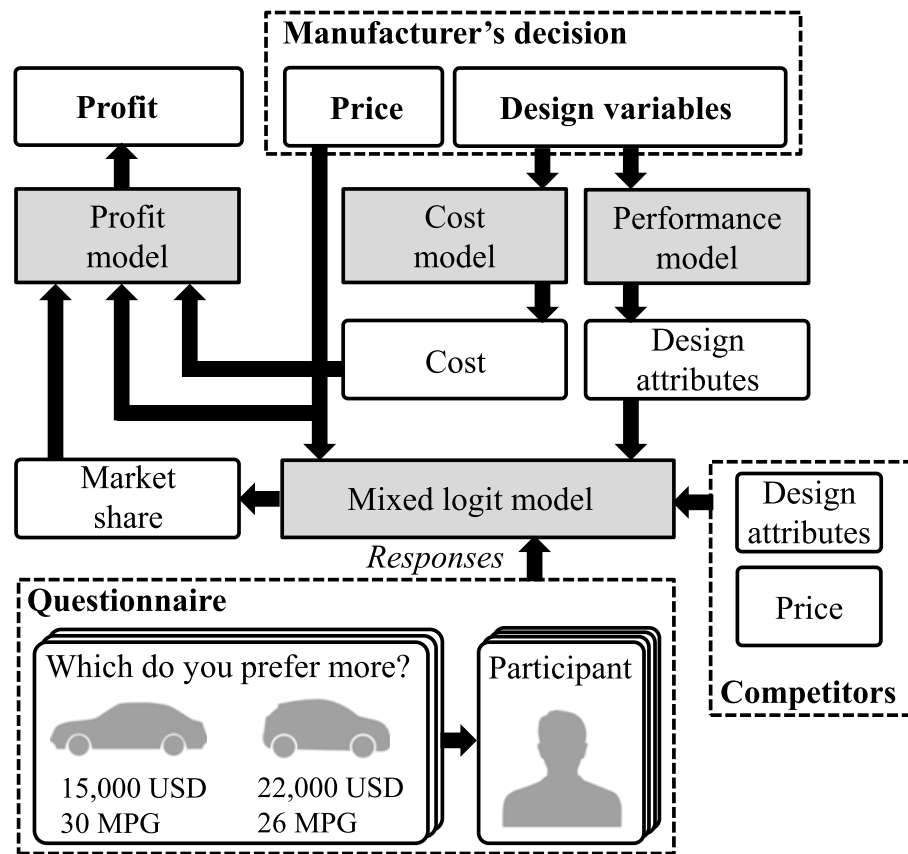 Manufacturer's decision
Profit
Price
Design variables
Profit
model
Cost
model
Performance
model
Cost
Design
attributes
Market
share
Mixed logit model
Design
attributes
Price
Competitors
Responses
Questionnaire
Which do you prefer more?
15,000 USD
30 MPG
22,000 USD
26 MPG
Participant